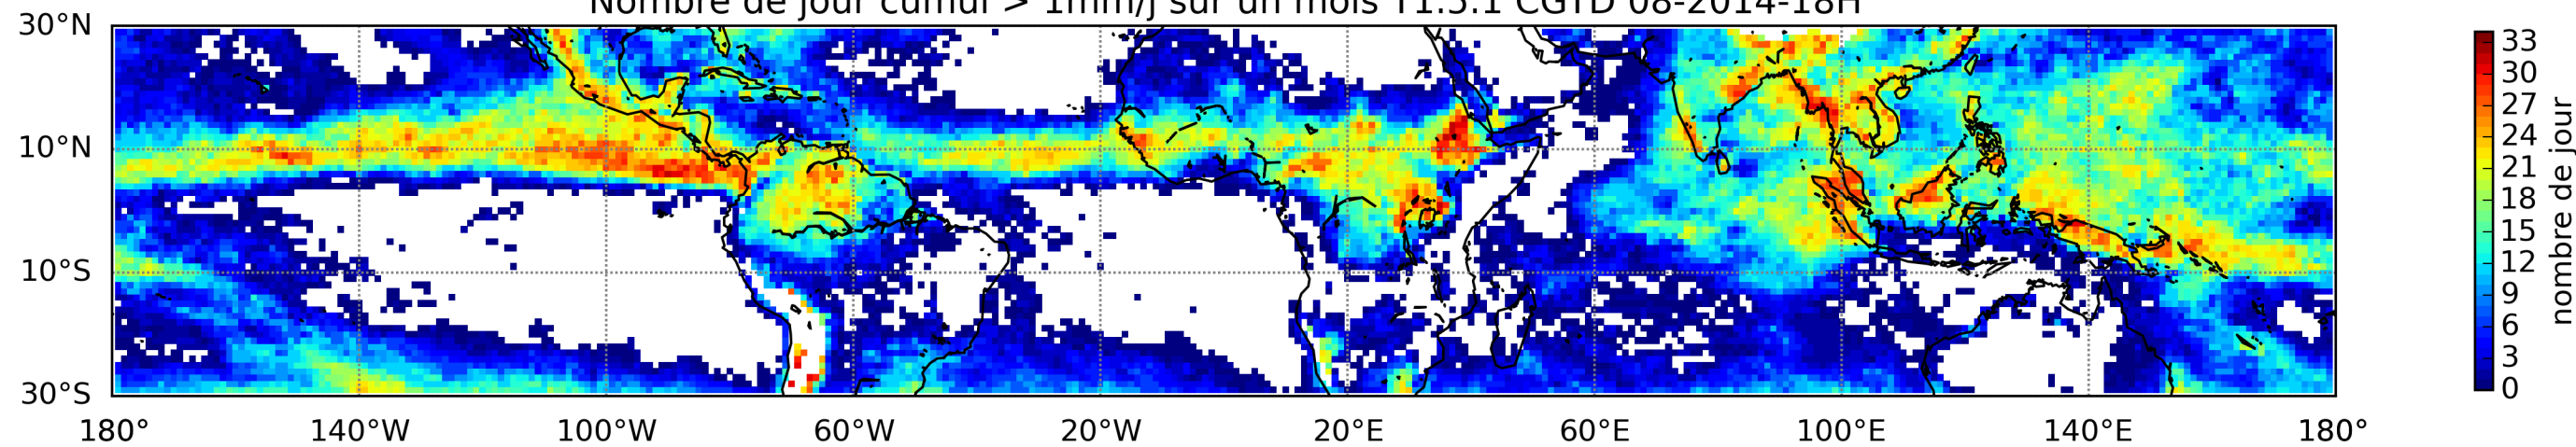 Nombre de jour cumul > 1mm/j sur un mois T1.5.1 CGTD 08-2014-18H
30°N
10°N
10°S
30°S
180° 140°W 100°W 60°W 20°W 20°E 60°E 100°E 140°E 180°
33
30
27
24
21
18
15
12
9
6
3
0
nombre de jour